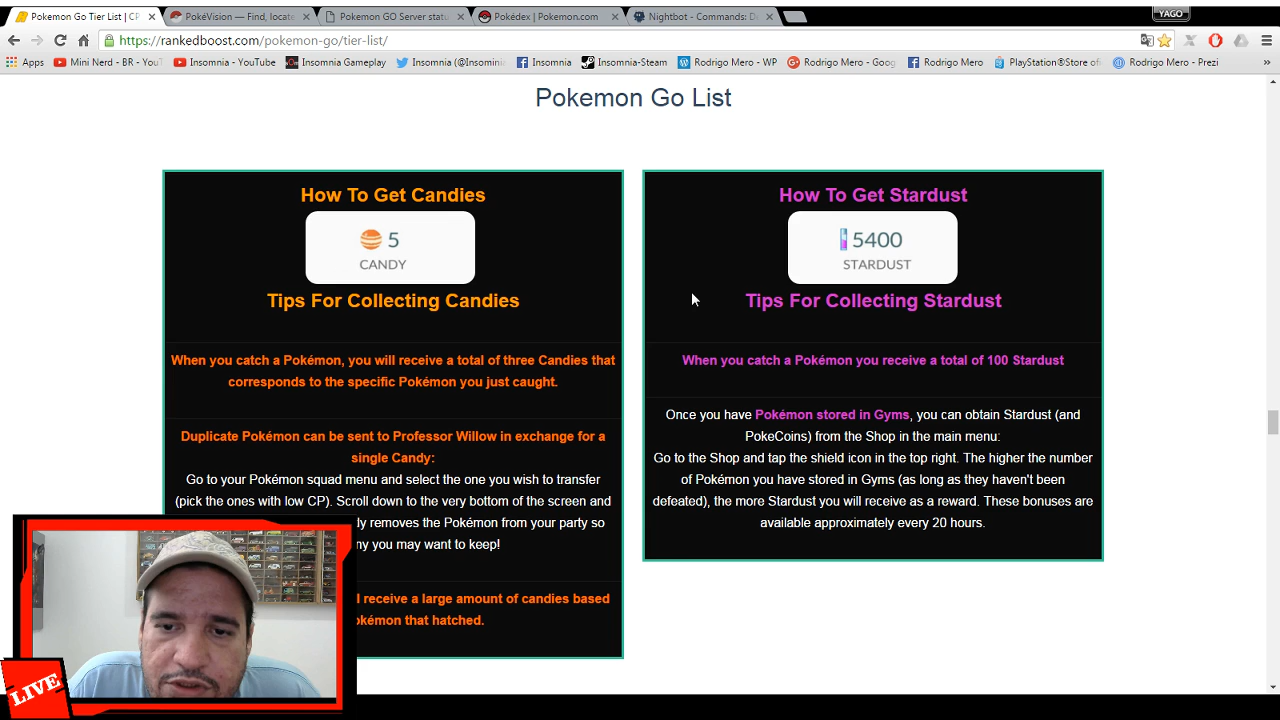 Pokemon Go Tier List | CP
PokéVision — Find, locate
Pokemon GO Server statu
Pokédex | Pokemon.com
Nightbot - Commands: D
YAGO
https://rankedboost.com/pokemon-go/tier-list/
Apps
Mini Nerd - BR - YouT
Insomnia - YouTube
Insomnia Gameplay
Insomnia (@Insomini
Insomnia
Insomnia-Steam
Rodrigo Mero - WP
Rodrigo Mero - Goog
Rodrigo Mero
PlayStation®Store of
Rodrigo Mero - Prezi
Pokemon Go List
How To Get Candies
5
CANDY
Tips For Collecting Candies
When you catch a Pokémon, you will receive a total of three Candies that
corresponds to the specific Pokémon you just caught.
Duplicate Pokémon can be sent to Professor Willow in exchange for a
single Candy:
Go to your Pokémon squad menu and select the one you wish to transfer
(pick the ones with low CP). Scroll down to the very bottom of the screen and
removes the Pokémon from your party so
you may want to keep!
receive a large amount of candies based
that hatched.
How To Get Stardust
5400
STARDUST
Tips For Collecting Stardust
When you catch a Pokémon you receive a total of 100 Stardust
Once you have Pokémon stored in Gyms, you can obtain Stardust (and
PokeCoins) from the Shop in the main menu:
Go to the Shop and tap the shield icon in the top right. The higher the number
of Pokémon you have stored in Gyms (as long as they haven't been
defeated), the more Stardust you will receive as a reward. These bonuses are
available approximately every 20 hours.
LIVE